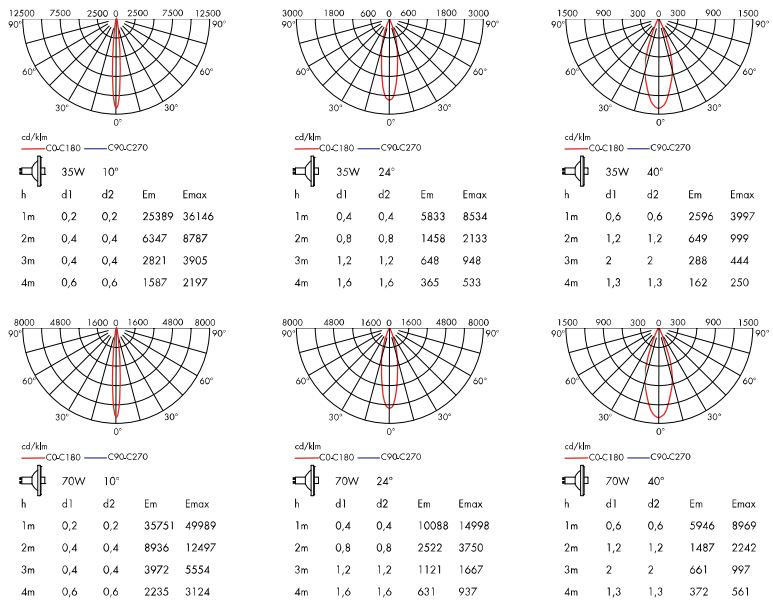 12500 7500 2500 0 2500 7500 12500
90° 90°
60° 60°
30° 30°
0°
cd/klm
C0-C180 C90-C270
35W 10°
h d1 d2 Em Emax
1m 0,2 0,2 25389 36146
2m 0,4 0,4 6347 8787
3m 0,4 0,4 2821 3905
4m 0,6 0,6 1587 2197
3000 1800 600 0 600 1800 3000
90° 90°
60° 60°
30° 30°
0°
cd/klm
C0-C180 C90-C270
35W 24°
h d1 d2 Em Emax
1m 0,4 0,4 5833 8534
2m 0,8 0,8 1458 2133
3m 1,2 1,2 648 948
4m 1,6 1,6 365 533
1500 900 300 0 300 900 1500
90° 90°
60° 60°
30° 30°
0°
cd/klm
C0-C180 C90-C270
35W 40°
h d1 d2 Em Emax
1m 0,6 0,6 2596 3997
2m 1,2 1,2 649 999
3m 2 2 288 444
4m 1,3 1,3 162 250
8000 4800 1600 0 1600 4800 8000
90° 90°
60° 60°
30° 30°
0°
cd/klm
C0-C180 C90-C270
70W 10°
h d1 d2 Em Emax
1m 0,2 0,2 35751 49989
2m 0,4 0,4 8936 12497
3m 0,4 0,4 3972 5554
4m 0,6 0,6 2235 3124
8000 4800 1600 0 1600 4800 8000
90° 90°
60° 60°
30° 30°
0°
cd/klm
C0-C180 C90-C270
70W 24°
h d1 d2 Em Emax
1m 0,4 0,4 10088 14998
2m 0,8 0,8 2522 3750
3m 1,2 1,2 1121 1667
4m 1,6 1,6 631 937
1500 900 300 0 300 900 1500
90° 90°
60° 60°
30° 30°
0°
cd/klm
C0-C180 C90-C270
70W 40°
h d1 d2 Em Emax
1m 0,6 0,6 5946 8969
2m 1,2 1,2 1487 2242
3m 2 2 661 997
4m 1,3 1,3 372 561